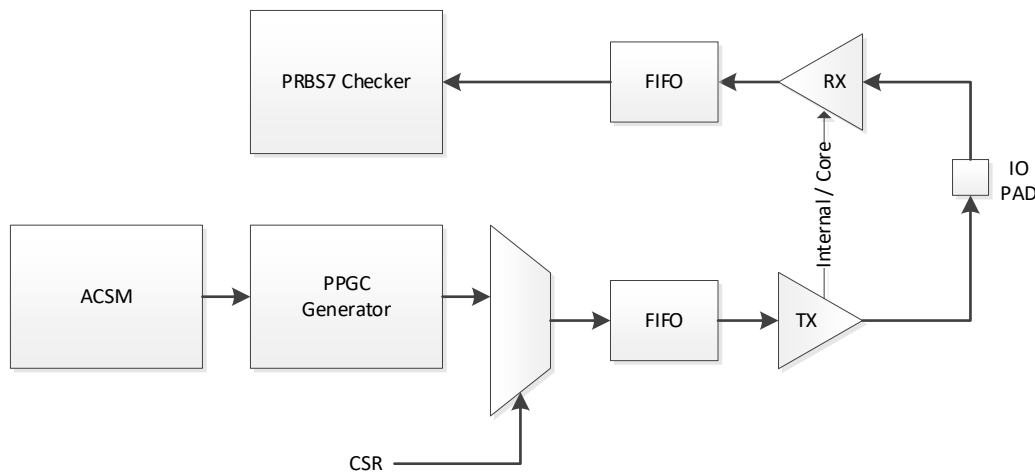 PRBS7 Checker
FIFO
RX
IO
PAD
Internal / Core
ACSM
PPGC
Generator
FIFO
TX
CSR